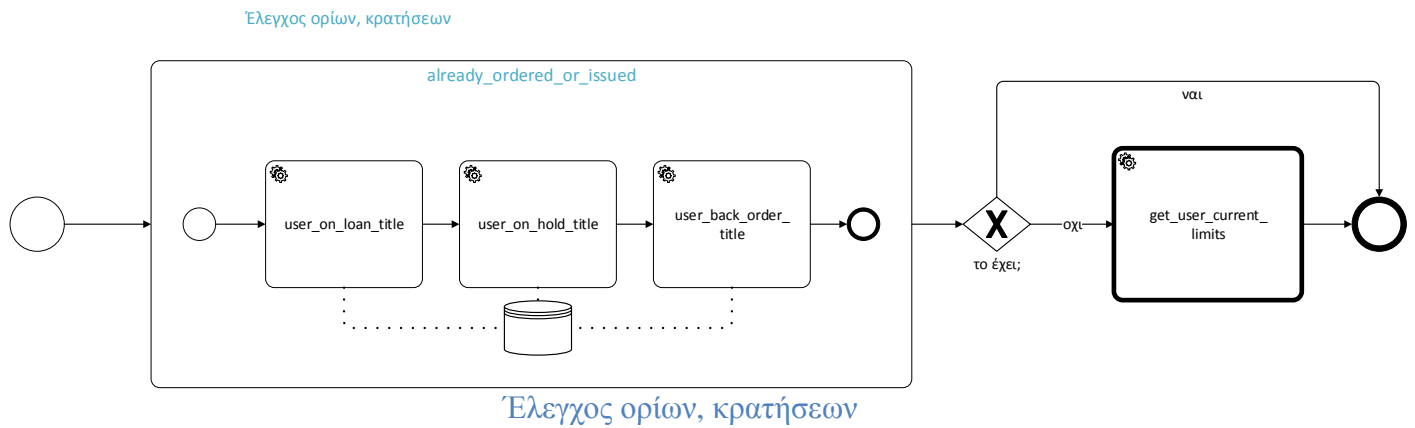 Έλεγχος ορίων, κρατήσεων
already_ordered_or_issued
user_on_loan_title
user_on_hold_title
user_back_order_
title
ναι
X
οχι
το έχει;
get_user_current_
limits
Έλεγχος ορίων, κρατήσεων